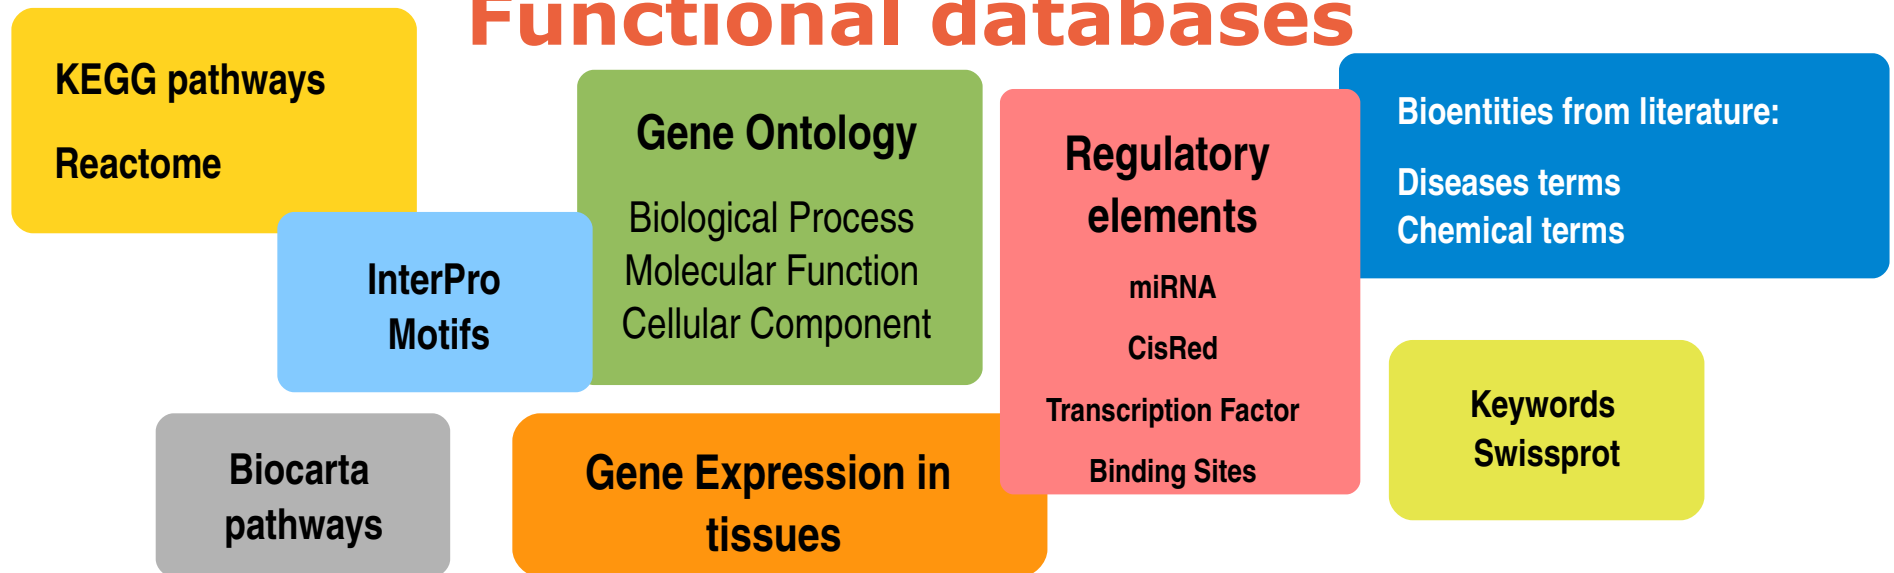 Functional databases
KEGG pathways
Reactome
InterPro
Motifs
Gene Ontology
Biological Process
Molecular Function
Cellular Component
Regulatory
elements
miRNA
CisRed
Transcription Factor
Binding Sites
Bioentities from literature:
Diseases terms
Chemical terms
Biocarta
pathways
Gene Expression in
tissues
Keywords
Swissprot